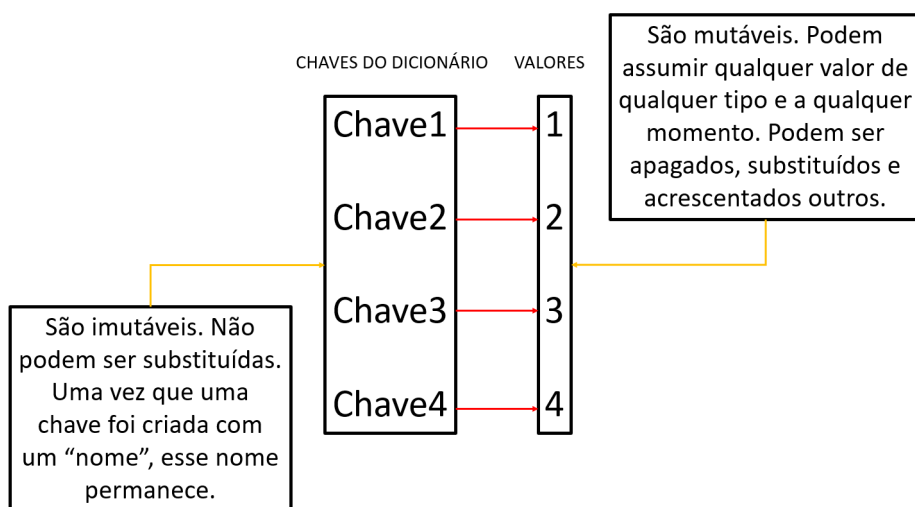 CHAVES DO DICIONÁRIO
VALORES
São mutáveis. Podem
assumir qualquer valor de
qualquer tipo e a qualquer
momento. Podem ser
apagados, substituídos e
acrescentados outros.
Chave1
1
Chave2
2
Chave3
3
Chave4
4
São imutáveis. Não
podem ser substituídas.
Uma vez que uma
chave foi criada com
um “nome”, esse nome
permanece.